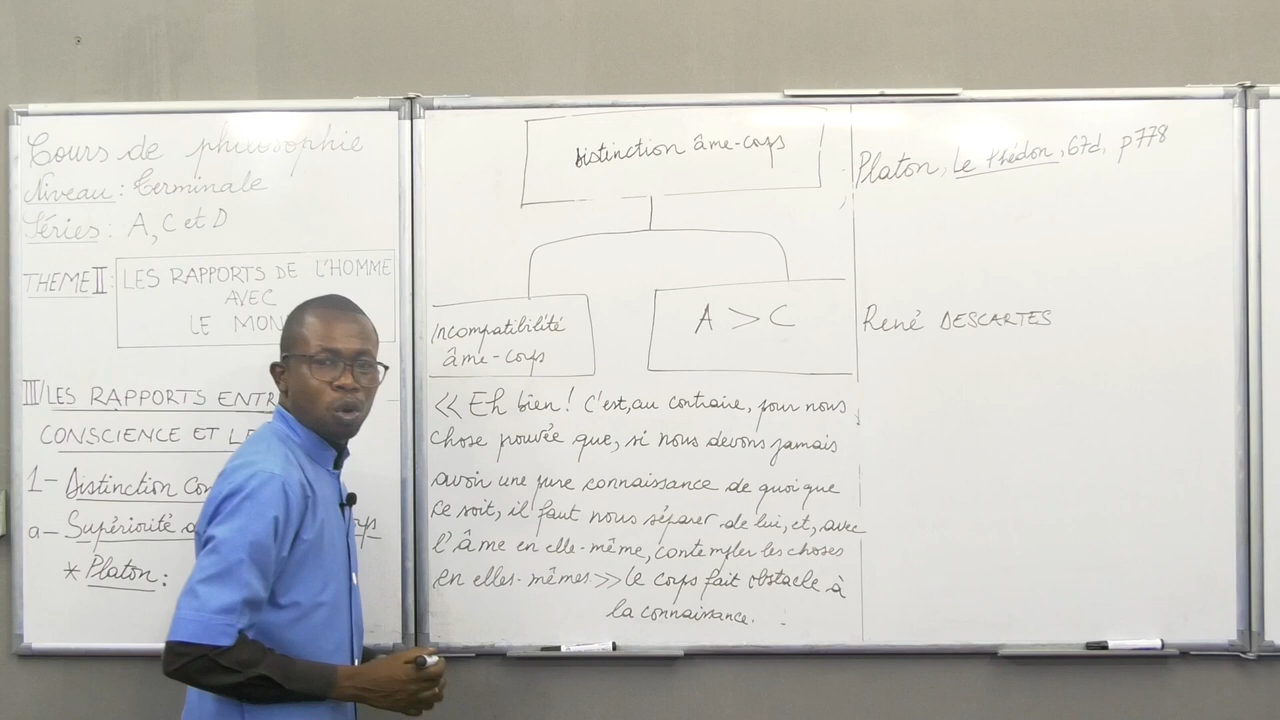 Cours de philosophie
Niveau : Terminale
Séries : A, C et D
THEME II : LES RAPPORTS DE L'HOMME
AVEC
LE MON
III/ LES RAPPORTS ENTR
CONSCIENCE ET LE
1- Distinction con
a- Supériorité
* Platon :
Distinction âme-corps
Incompatibilité
âme-corps
A > C
<< Eh bien ! C'est, au contraire, pour nous
chose pouvée que, si nous devons jamais
avoir une pure connaissance de quoi que
ce soit, il faut nous séparer de lui, et, avec
l'âme en elle-même, contempler les choses
en elles-mêmes >> Le corps fait obstacle à
la connaissance.
Platon, Le Phédon, 67d, p778
René DESCARTES